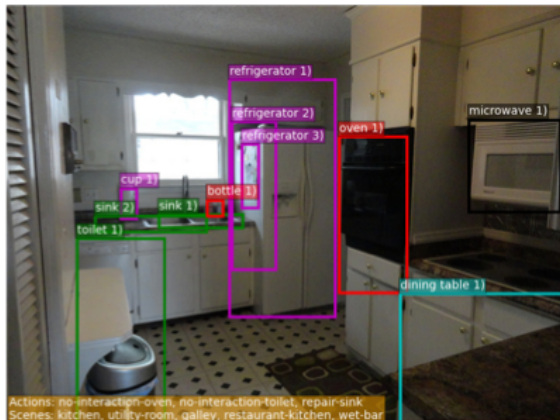 refrigerator 1)
refrigerator 2)
microwave 1)
oven 1)
refrigerator 3)
cup 1)
bottle 1)
sink 2)
sink 1)
toilet 1)
dining table 1)
Actions: no-interaction-oven, no-interaction-toilet, repair-sink
Scenes: kitchen, utility-room, galley, restaurant-kitchen, wet-bar